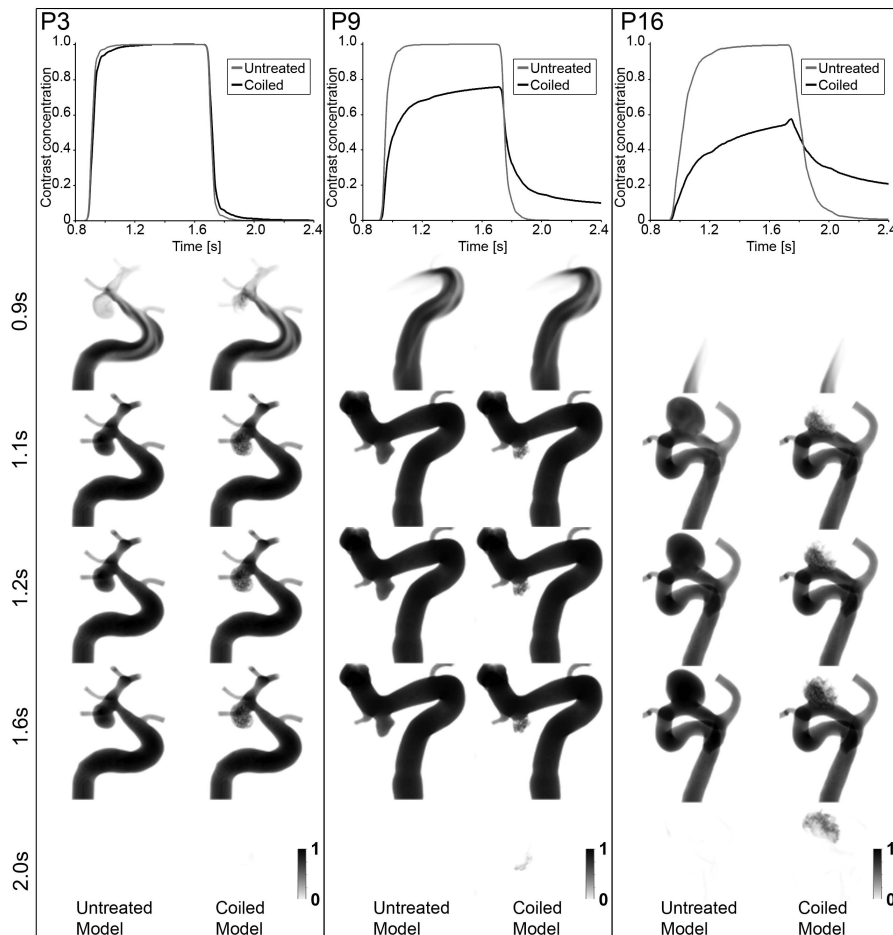 P3
P9
P16
Contrast concentration
1.0
0.8
0.6
0.4
0.2
0
0.8
1.2
1.6
2.0
2.4
Time [s]
Untreated
Coiled
Contrast concentration
1.0
0.8
0.6
0.4
0.2
0
0.8
1.2
1.6
2.0
2.4
Time [s]
Untreated
Coiled
Contrast concentration
1.0
0.8
0.6
0.4
0.2
0
0.8
1.2
1.6
2.0
2.4
Time [s]
Untreated
Coiled
0.9s
1.1s
1.2s
1.6s
2.0s
1
0
1
0
1
0
Untreated
Model
Coiled
Model
Untreated
Model
Coiled
Model
Untreated
Model
Coiled
Model